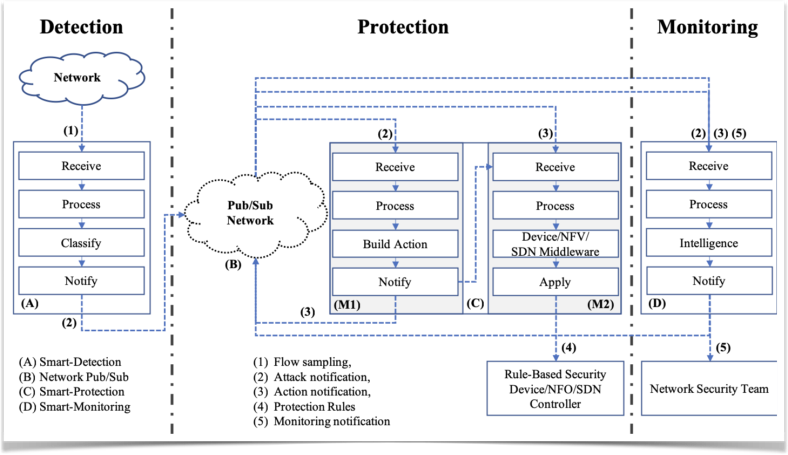 Detection
Protection
Monitoring
Network
(1)
(2)
(3)
(2) (3) (5)
Receive
Process
Classify
Notify
(A)
(2)
Pub/Sub
Network
(B)
Receive
Process
Build Action
Notify
(M1)
(3)
(C)
Receive
Process
Device/NFV/
SDN Middleware
Apply
(M2)
(4)
Receive
Process
Intelligence
Notify
(D)
(5)
(A) Smart-Detection
(B) Network Pub/Sub
(C) Smart-Protection
(D) Smart-Monitoring
(1) Flow sampling,
(2) Attack notification,
(3) Action notification,
(4) Protection Rules
(5) Monitoring notification
Rule-Based Security
Device/NFO/SDN
Controller
Network Security Team